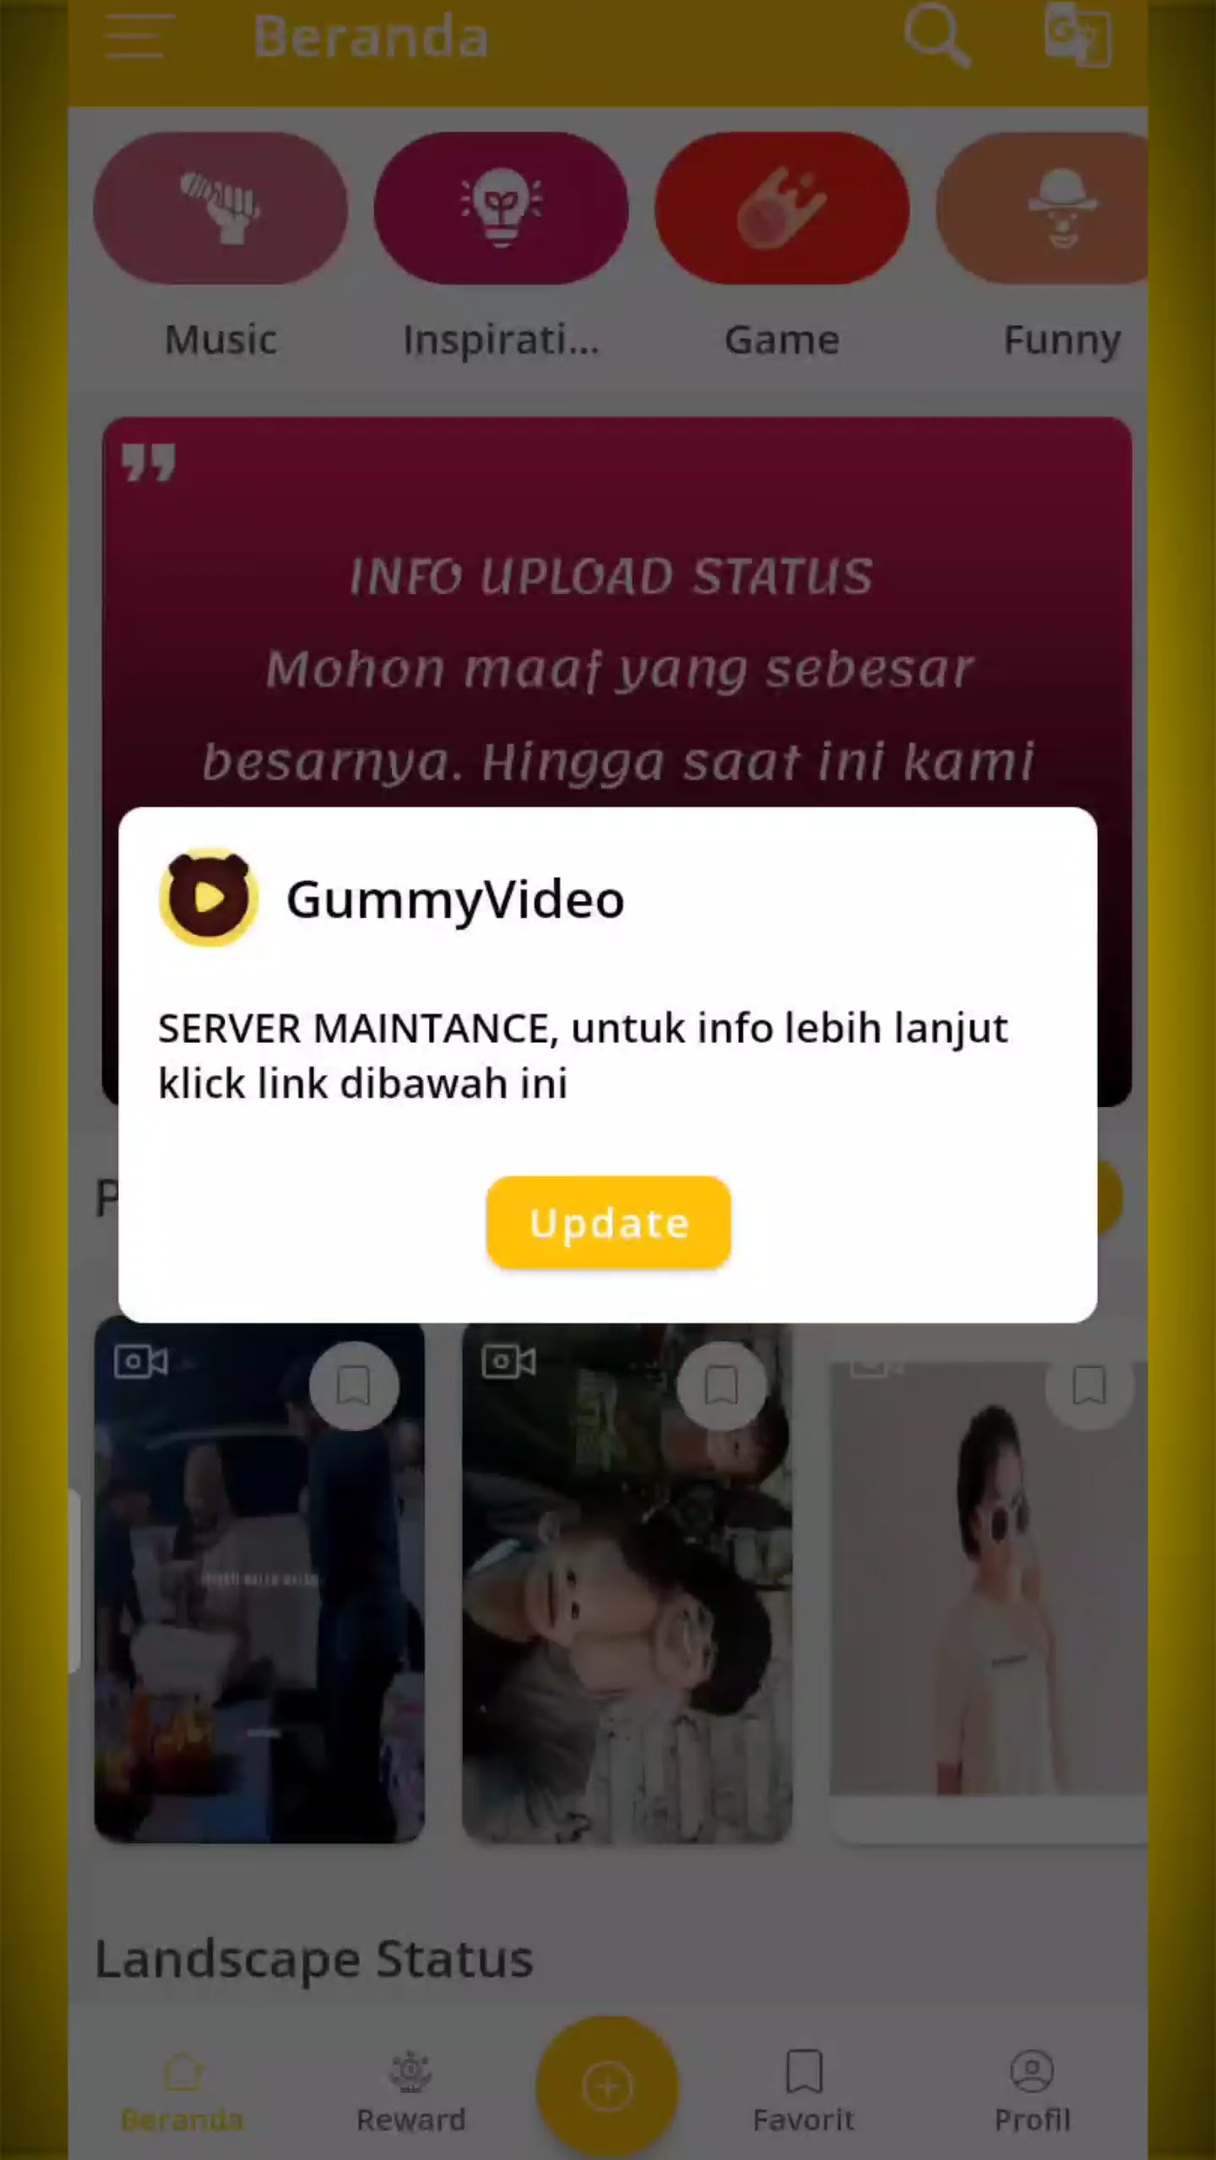 Beranda
Music
Inspirati...
Game
Funny
INFO UPLOAD STATUS
Mohon maaf yang sebesar
besarnya. Hingga saat ini kami
GummyVideo
SERVER MAINTANCE, untuk info lebih lanjut
klick link dibawah ini
Update
Landscape Status
Beranda
Reward
Favorit
Profil